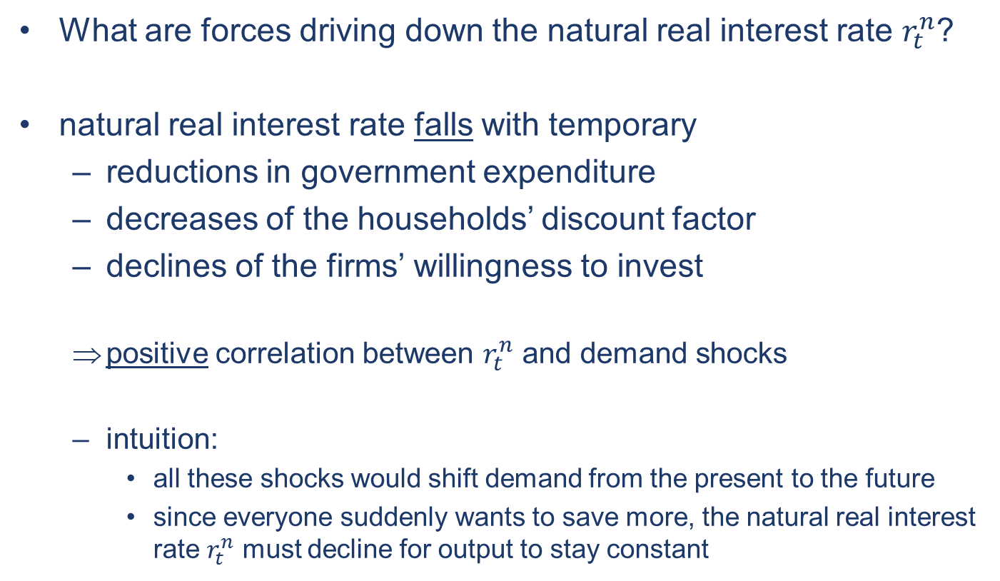 • What are forces driving down the natural real interest rate $r_t^n$?
• natural real interest rate falls with temporary
– reductions in government expenditure
– decreases of the households’ discount factor
– declines of the firms’ willingness to invest
⇒ positive correlation between $r_t^n$ and demand shocks
– intuition:
• all these shocks would shift demand from the present to the future
• since everyone suddenly wants to save more, the natural real interest
rate $r_t^n$ must decline for output to stay constant